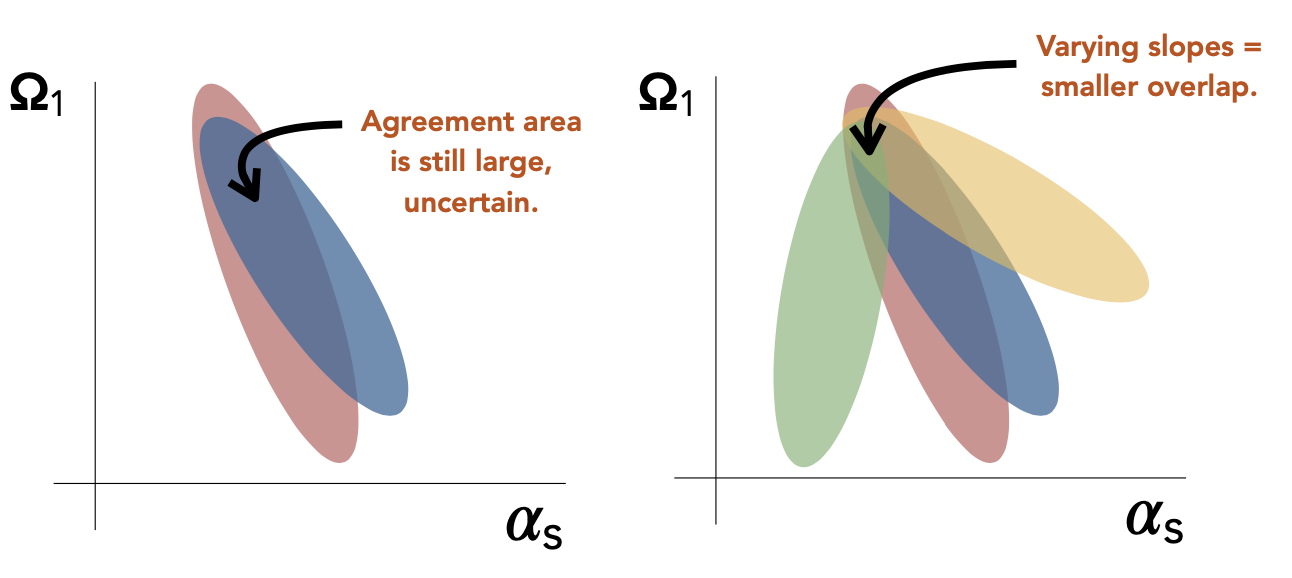 Ω1
Agreement area
is still large,
uncertain.
αs
Ω1
Varying slopes =
smaller overlap.
αs